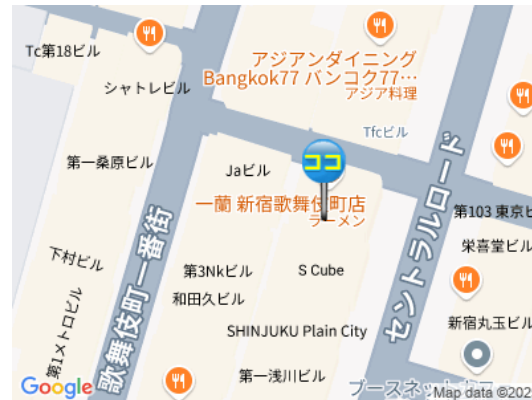 Tc第18ビル
アジアンダイニング
Bangkok77 バンコク77…
アジア料理
シャトレビル
Tfcビル
ココ
第一桑原ビル
Jaビル
一蘭 新宿歌舞伎町店
ラーメン
セントラルロード
第103 東京ビ
歌舞伎町一番街
下村ビル
第3Nkビル
S Cube
栄喜堂ビル
和田久ビル
第1メトロビル
SHINJUKU Plain City
新宿丸玉ビル
第一浅川ビル
Google
Map data ©202